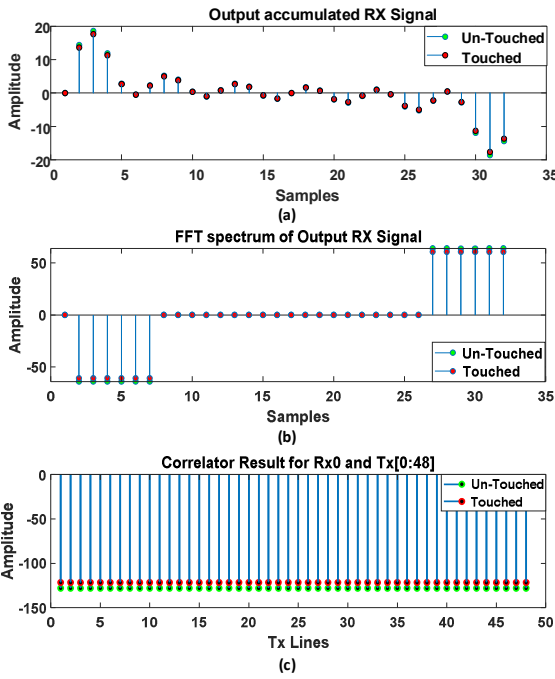 Output accumulated RX Signal
20
10
0
-10
-20
Amplitude
Un-Touched
Touched
0 5 10 15 20 25 30 35
Samples
(a)
FFT spectrum of Output RX Signal
50
0
-50
Amplitude
Un-Touched
Touched
0 5 10 15 20 25 30 35
Samples
(b)
Correlator Result for Rx0 and Tx[0:48]
0
-50
-100
-150
Amplitude
Un-Touched
Touched
0 5 10 15 20 25 30 35 40 45 50
Tx Lines
(c)